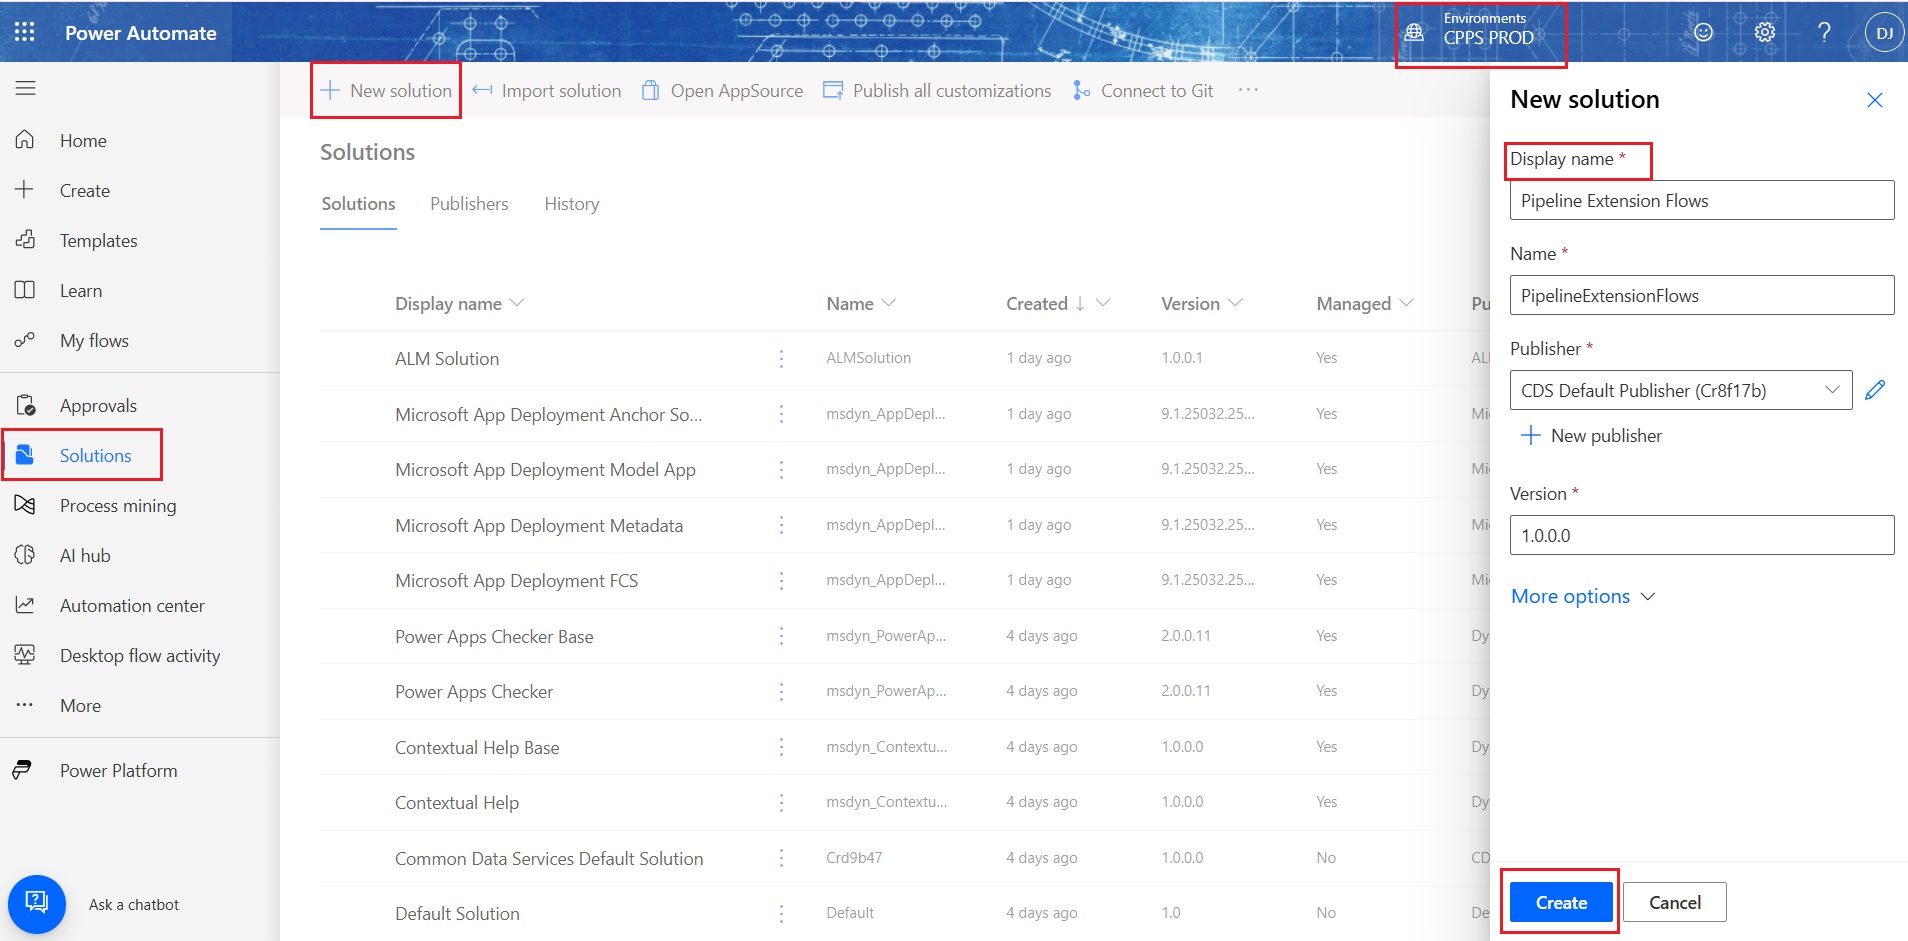 Power Automate
Environments
CPPS PROD
?
DJ
New solution
Import solution
Open AppSource
Publish all customizations
Connect to Git
···
Home
Create
Templates
Learn
My flows
Approvals
Solutions
Process mining
AI hub
Automation center
Desktop flow activity
More
Power Platform
Ask a chatbot
Solutions
Solutions Publishers History
Display name Name Created ↓ Version Managed Pu
ALM Solution ALMSolution 1 day ago 1.0.0.1 Yes AL
Microsoft App Deployment Anchor So... msdyn_AppDepl... 1 day ago 9.1.25032.25... Yes Mi
Microsoft App Deployment Model App msdyn_AppDepl... 1 day ago 9.1.25032.25... Yes Mi
Microsoft App Deployment Metadata msdyn_AppDepl... 1 day ago 9.1.25032.25... Yes Mi
Microsoft App Deployment FCS msdyn_AppDepl... 1 day ago 9.1.25032.25... Yes Mi
Power Apps Checker Base msdyn_PowerAp... 4 days ago 2.0.0.11 Yes Dy
Power Apps Checker msdyn_PowerAp... 4 days ago 2.0.0.11 Yes Dy
Contextual Help Base msdyn_Contextu... 4 days ago 1.0.0.0 Yes Dy
Contextual Help msdyn_Contextu... 4 days ago 1.0.0.0 Yes Dy
Common Data Services Default Solution Crd9b47 4 days ago 1.0.0.0 No CD
Default Solution Default 4 days ago 1.0 No De
New solution
Display name *
Pipeline Extension Flows
Name *
PipelineExtensionFlows
Publisher *
CDS Default Publisher (Cr8f17b)
New publisher
Version *
1.0.0.0
More options
Create Cancel